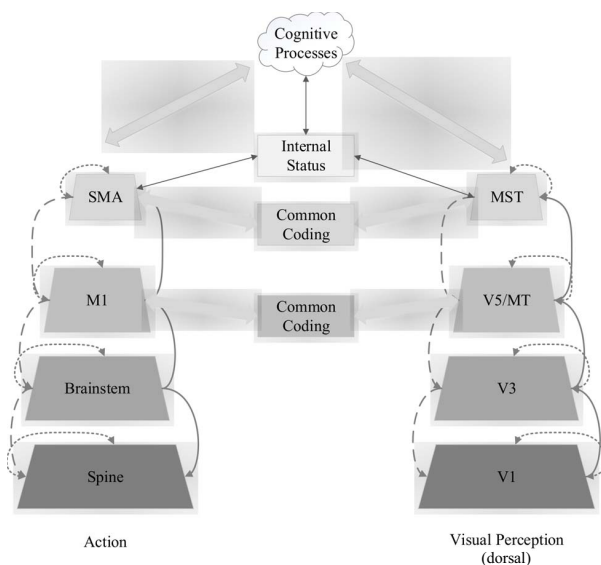 Cognitive
Processes
Internal
Status
SMA
MST
Common
Coding
M1
V5/MT
Common
Coding
Brainstem
V3
Spine
V1
Action
Visual Perception
(dorsal)